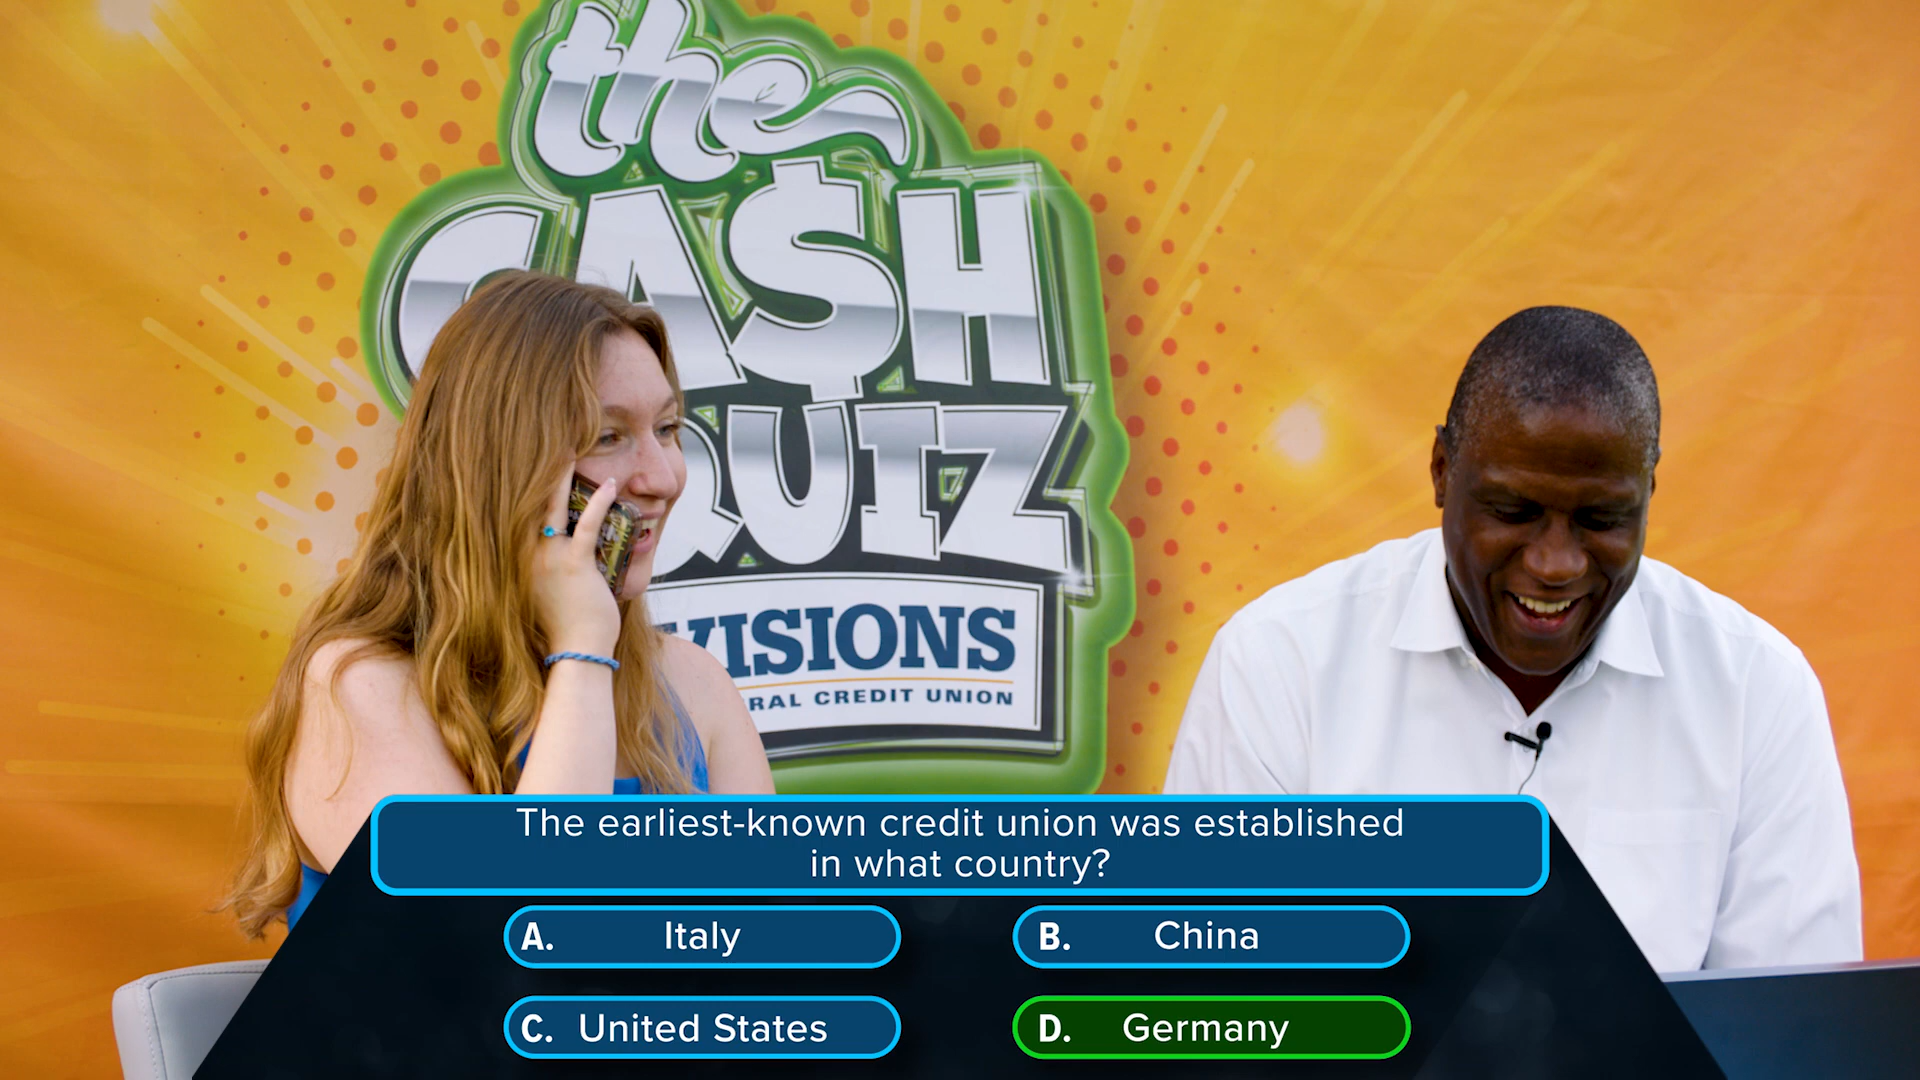 the
CA$H
QUIZ
VISIONS
RAL CREDIT UNION
The earliest-known credit union was established
in what country?
A. Italy
B. China
C. United States
D. Germany